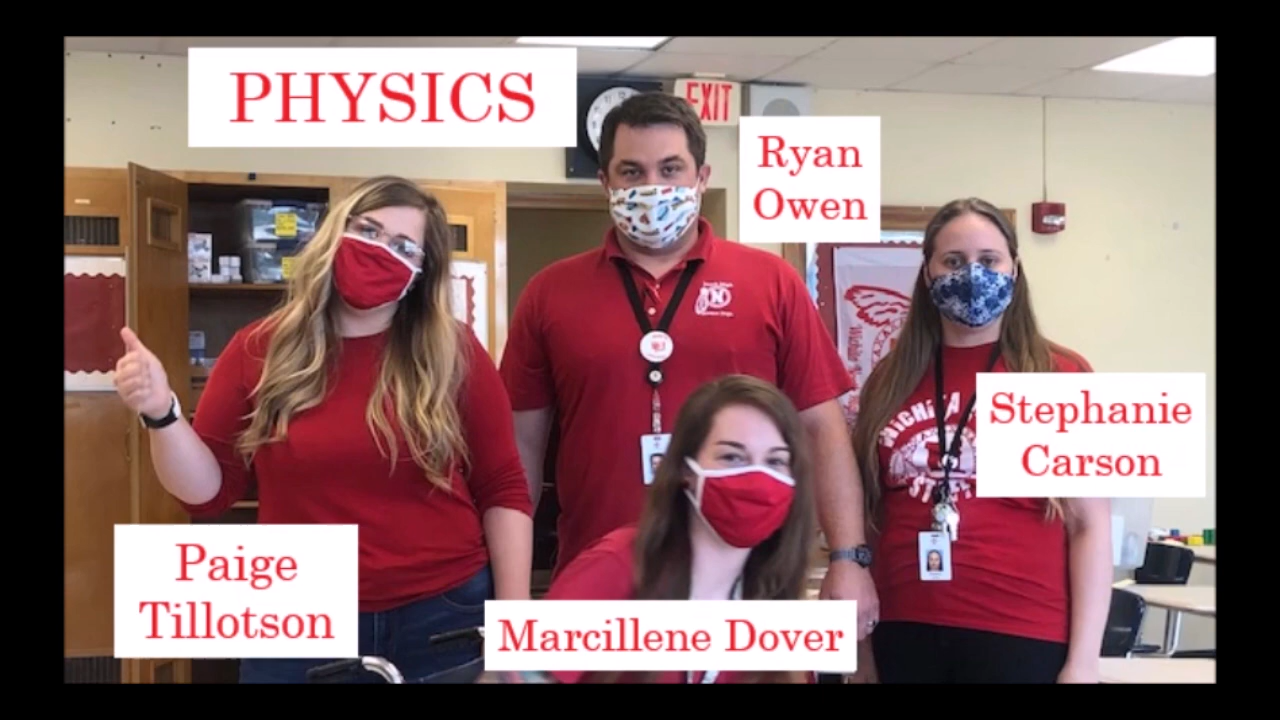 PHYSICS
EXIT
Ryan
Owen
Stephanie
Carson
Paige
Tillotson
Marcillene Dover